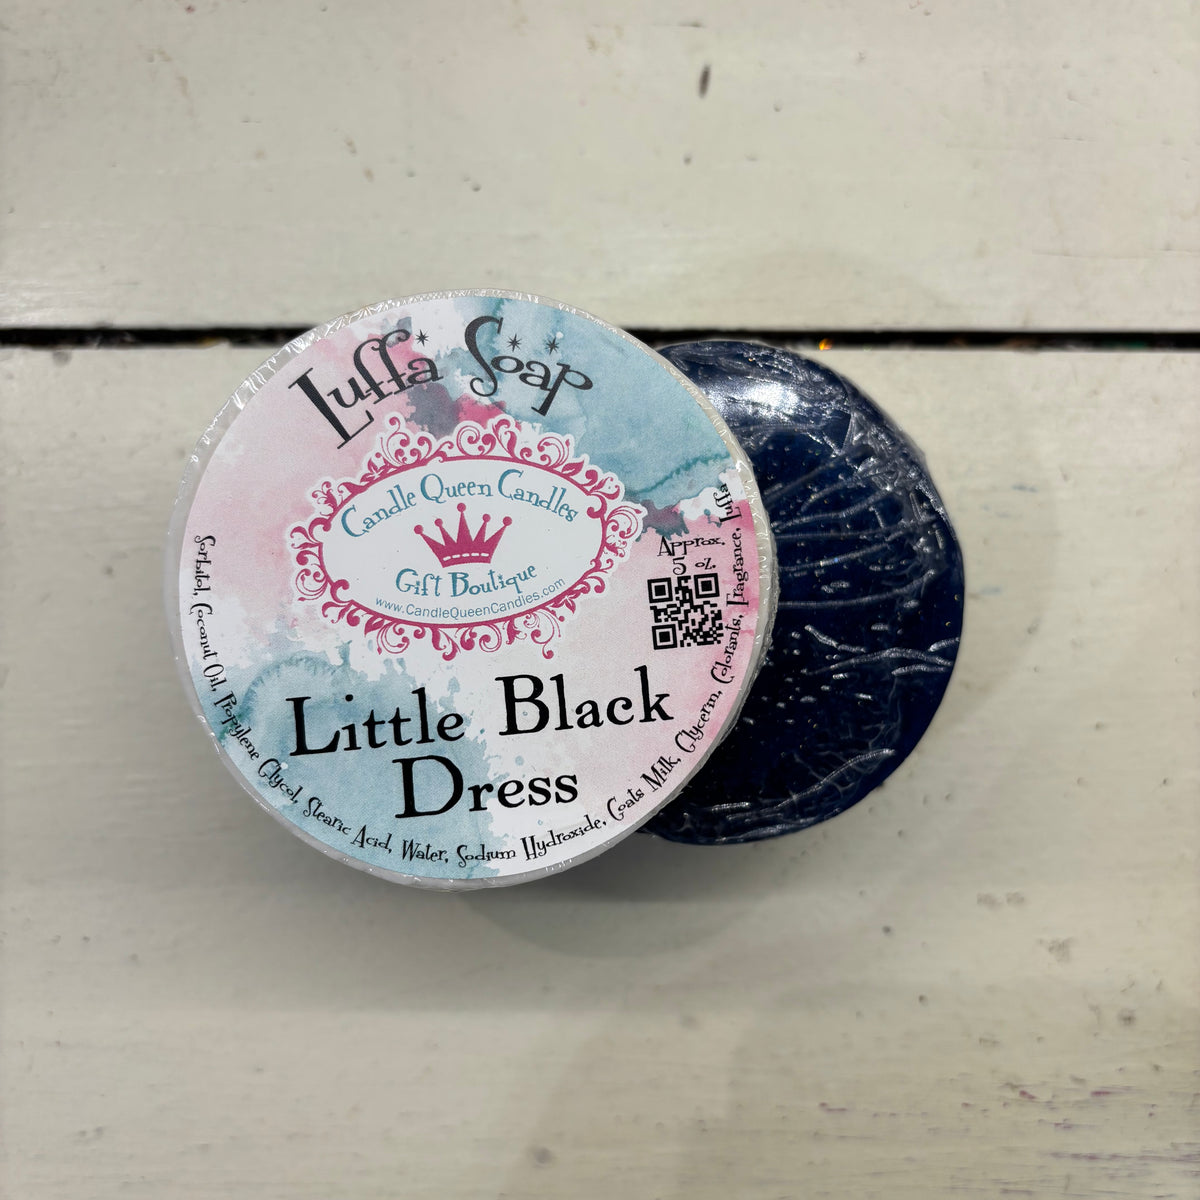 Luffa Soap
Candle Queen Candles
Gift Boutique
www.CandleQueenCandles.com
Approx.
5 oz.
Little Black
Dress
Sorbitol, Coconut Oil, Propylene Glycol, Stearic Acid, Water, Sodium Hydroxide, Goats Milk, Glycerin, Colorants, Fragrance, Luffa